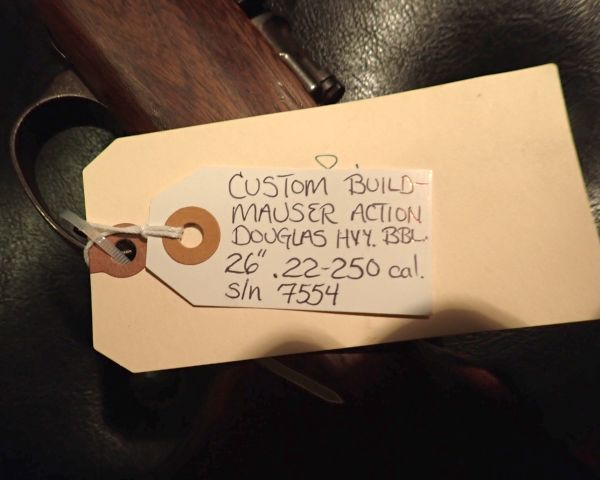 CUSTOM BUILD-
MAUSER ACTION
DOUGLAS HVY. BBL.
26" .22-250 cal.
s/n 7554